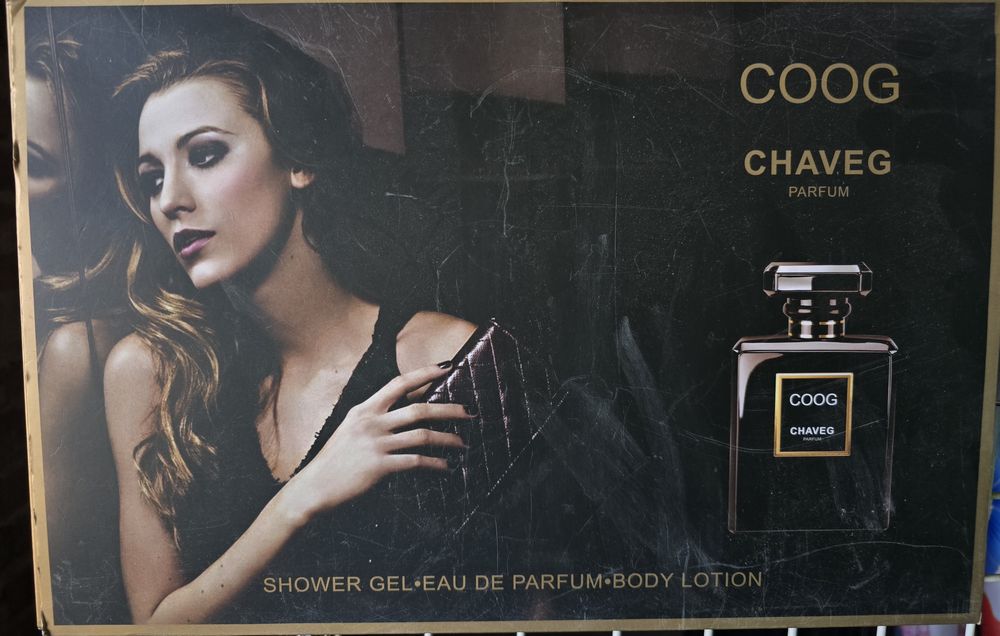 COOG
CHAVEG
PARFUM
COOG
CHAVEG
PARFUM
SHOWER GEL•EAU DE PARFUM•BODY LOTION